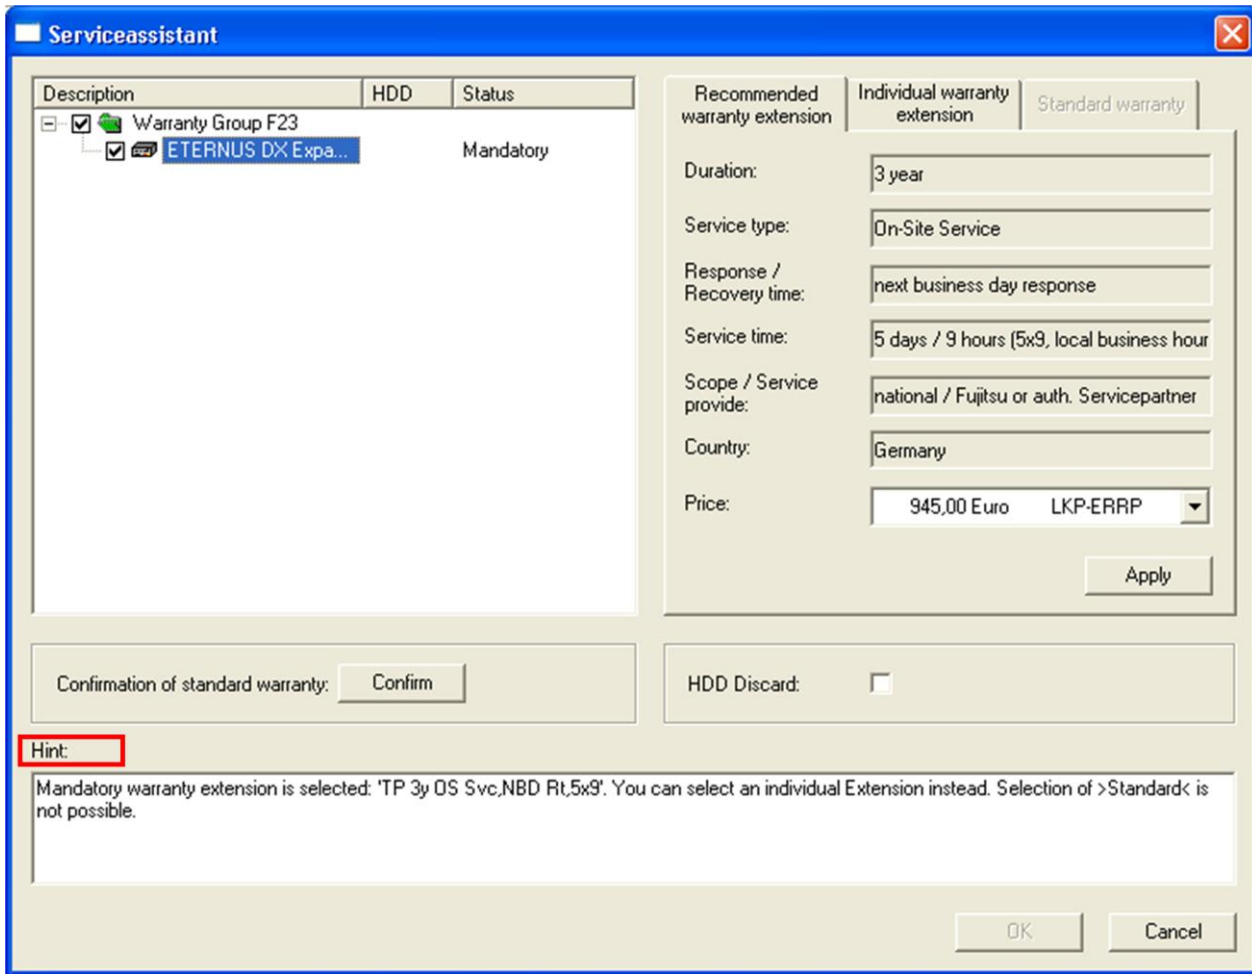 Serviceassistant
Description HDD Status
Warranty Group F23
ETERNUS DX Expa... Mandatory
Recommended
warranty extension
Individual warranty
extension
Standard warranty
Duration: 3 year
Service type: On-Site Service
Response /
Recovery time:
next business day response
Service time: 5 days / 9 hours (5x9, local business hour
Scope / Service
provide:
national / Fujitsu or auth. Servicepartner
Country: Germany
Price: 945,00 Euro LKP-ERRP
Apply
Confirmation of standard warranty: Confirm
HDD Discard:
Hint:
Mandatory warranty extension is selected: 'TP 3y OS Svc,NBD Rt,5x9'. You can select an individual Extension instead. Selection of >Standard< is
not possible.
OK Cancel